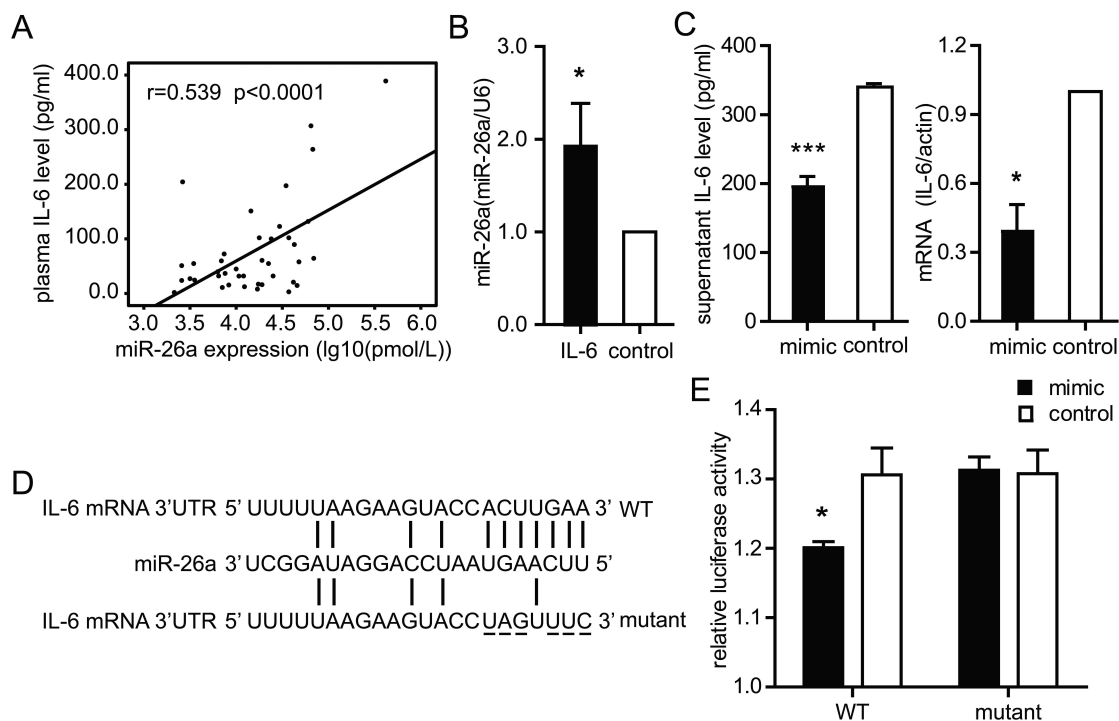 A
plasma IL-6 level (pg/ml)
400.0
300.0
200.0
100.0
0.0
r=0.539 p<0.0001
3.0 3.5 4.0 4.5 5.0 5.5 6.0
miR-26a expression (lg10(pmol/L))
B
miR-26a(miR-26a/U6)
3.0
2.0
1.0
0.0
*
IL-6 control
C
supernatant IL-6 level (pg/ml)
400
300
200
100
0
***
mimic control
mRNA (IL-6/actin)
1.2
0.9
0.6
0.3
0.0
*
mimic control
D
IL-6 mRNA 3'UTR 5' UUUUUAAGAAGUACCACUUGAA 3' WT
miR-26a 3'UCGGAUAGGACCUAAUGAACUU 5'
IL-6 mRNA 3'UTR 5' UUUUUAAGAAGUACCUAGUUUC 3' mutant
E
mimic
control
relative luciferase activity
1.4
1.3
1.2
1.1
1.0
*
WT mutant